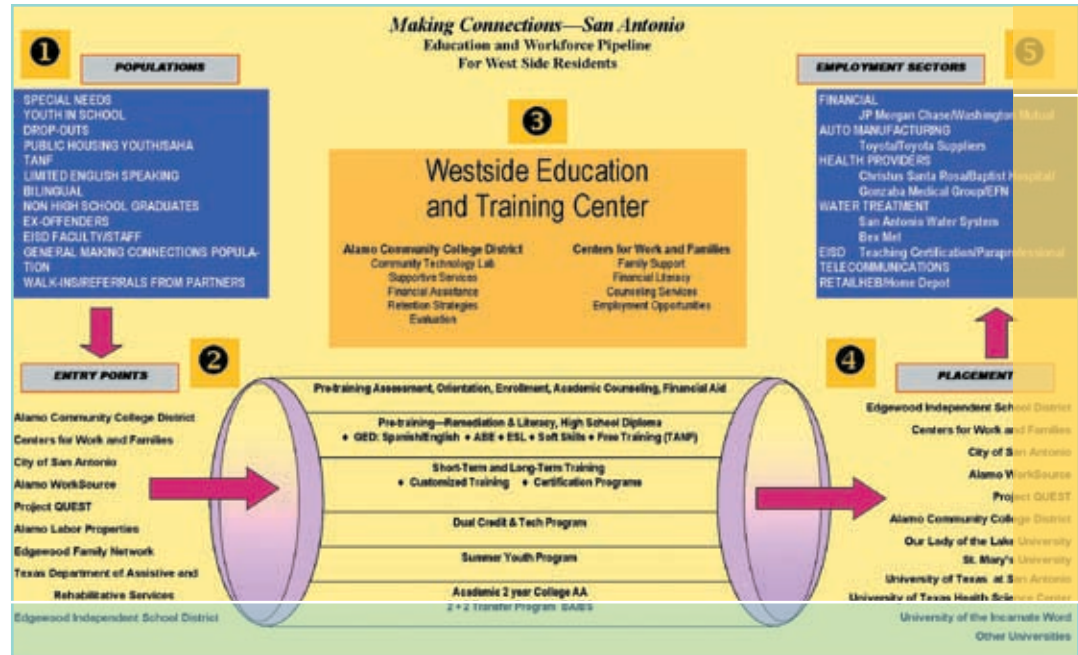 Making Connections—San Antonio
Education and Workforce Pipeline
For West Side Residents
❶
POPULATIONS
SPECIAL NEEDS
YOUTH IN SCHOOL
DROP-OUTS
PUBLIC HOUSING YOUTH/SAHA
TANF
LIMITED ENGLISH SPEAKING
BILINGUAL
NON HIGH SCHOOL GRADUATES
EX-OFFENDERS
EISD FACULTY/STAFF
GENERAL MAKING CONNECTIONS POPULA-
TION
WALK-INS/REFERRALS FROM PARTNERS
❷
ENTRY POINTS
Alamo Community College District
Centers for Work and Families
City of San Antonio
Alamo WorkSource
Project QUEST
Alamo Labor Properties
Edgewood Family Network
Texas Department of Assistive and
Rehabilitative Services
Edgewood Independent School District
❸
Westside Education
and Training Center
Alamo Community College District
Community Technology Lab
Supportive Services
Financial Assistance
Retention Strategies
Evaluation
Centers for Work and Families
Family Support
Financial Literacy
Counseling Services
Employment Opportunities
Pre-training Assessment, Orientation, Enrollment, Academic Counseling, Financial Aid
Pre-training—Remediation & Literacy, High School Diploma
♦ GED: Spanish/English ♦ ABE ♦ ESL ♦ Soft Skills ♦ Free Training (TANF)
Short-Term and Long-Term Training
♦ Customized Training ♦ Certification Programs
Dual Credit & Tech Program
Summer Youth Program
Academic 2 year College AA
2 + 2 Transfer Program BA/BS
❹
PLACEMENT
Edgewood Independent School District
Centers for Work and Families
City of San Antonio
Alamo WorkSource
Project QUEST
Alamo Community College District
Our Lady of the Lake University
St. Mary's University
University of Texas at San Antonio
University of Texas Health Science Center
University of the Incarnate Word
Other Universities
❺
EMPLOYMENT SECTORS
FINANCIAL
JP Morgan Chase/Washington Mutual
AUTO MANUFACTURING
Toyota/Toyota Suppliers
HEALTH PROVIDERS
Christus Santa Rosa/Baptist Hospital/
Gonzaba Medical Group/EFN
WATER TREATMENT
San Antonio Water System
Bex Met
EISD Teaching Certification/Paraprofessional
TELECOMMUNICATIONS
RETAIL/HEB/Home Depot